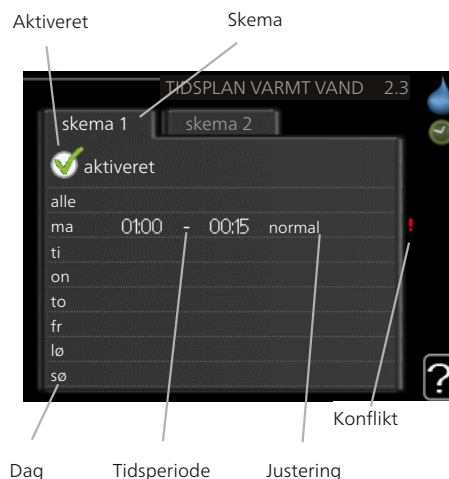 Aktiveret Skema
TIDSPLAN VARMT VAND 2.3
skema 1 skema 2
aktiveret
alle
ma 01:00 - 00:15 normal !
ti
on
to
fr
lø
sø
?
Konflikt
Dag Tidsperiode Justering